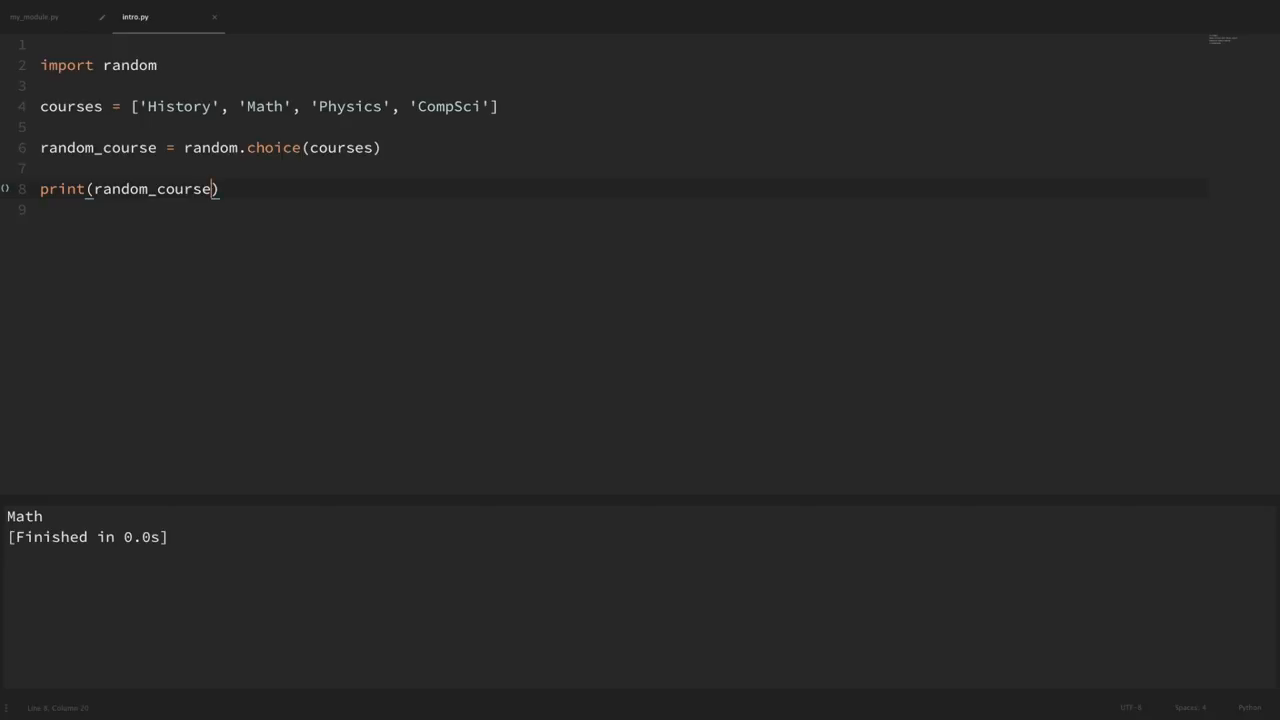 my_module.py intro.py ×
1
2 import random
3
4 courses = ['History', 'Math', 'Physics', 'CompSci']
5
6 random_course = random.choice(courses)
7
() 8 print(random_course)
9
Math
[Finished in 0.0s]
Line 8, Column 20 UTF-8 Spaces: 4 Python